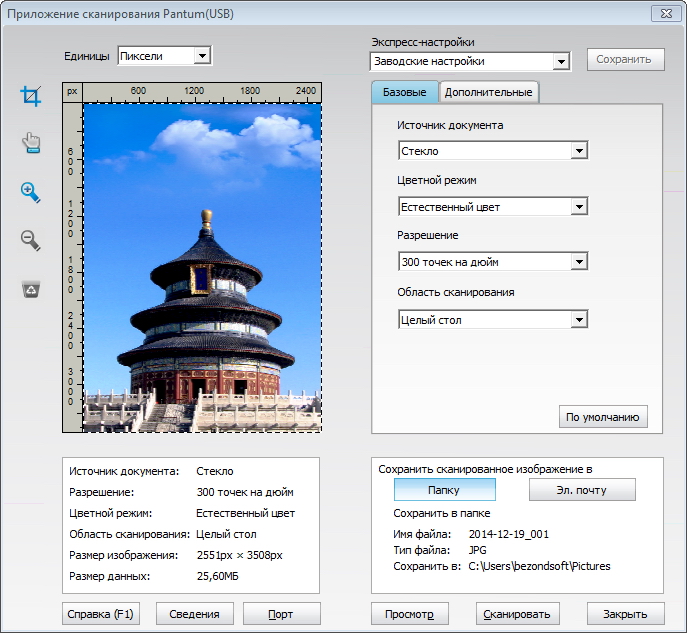 Приложение сканирования Pantum(USB)
Единицы
Пиксели
Экспресс-настройки
Заводские настройки
Сохранить
px 600 1200 1800 2400
600
1200
1800
2400
3000
Базовые
Дополнительные
Источник документа
Стекло
Цветной режим
Естественный цвет
Разрешение
300 точек на дюйм
Область сканирования
Целый стол
По умолчанию
Источник документа: Стекло
Разрешение: 300 точек на дюйм
Цветной режим: Естественный цвет
Область сканирования: Целый стол
Размер изображения: 2551px × 3508px
Размер данных: 25,60МБ
Сохранить сканированное изображение в
Папку
Эл. почту
Сохранить в папке
Имя файла: 2014-12-19_001
Тип файла: JPG
Сохранить в: C:\Users\bezondsoft\Pictures
Справка (F1)
Сведения
Порт
Просмотр
Сканировать
Закрыть